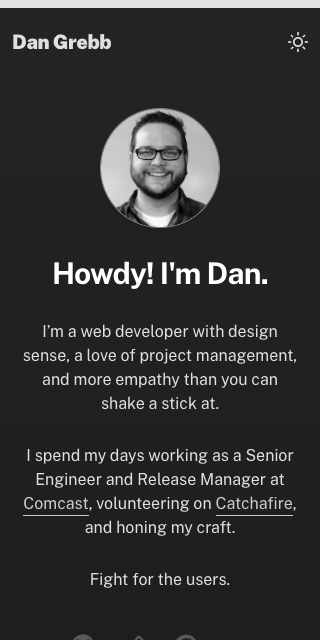 Dan Grebb
Howdy! I'm Dan.
I’m a web developer with design
sense, a love of project management,
and more empathy than you can
shake a stick at.
I spend my days working as a Senior
Engineer and Release Manager at
Comcast, volunteering on Catchafire,
and honing my craft.
Fight for the users.